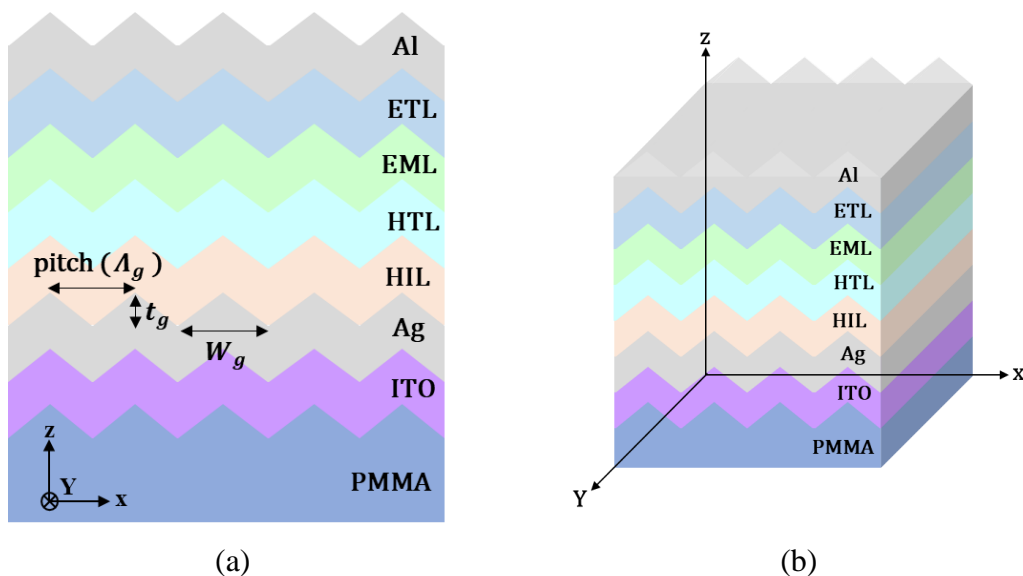 Al
ETL
EML
HTL
HIL
pitch (Λg)
tg
Wg
Ag
ITO
PMMA
z
Y
x
(a)
z
Al
ETL
EML
HTL
HIL
Ag
x
ITO
PMMA
Y
(b)